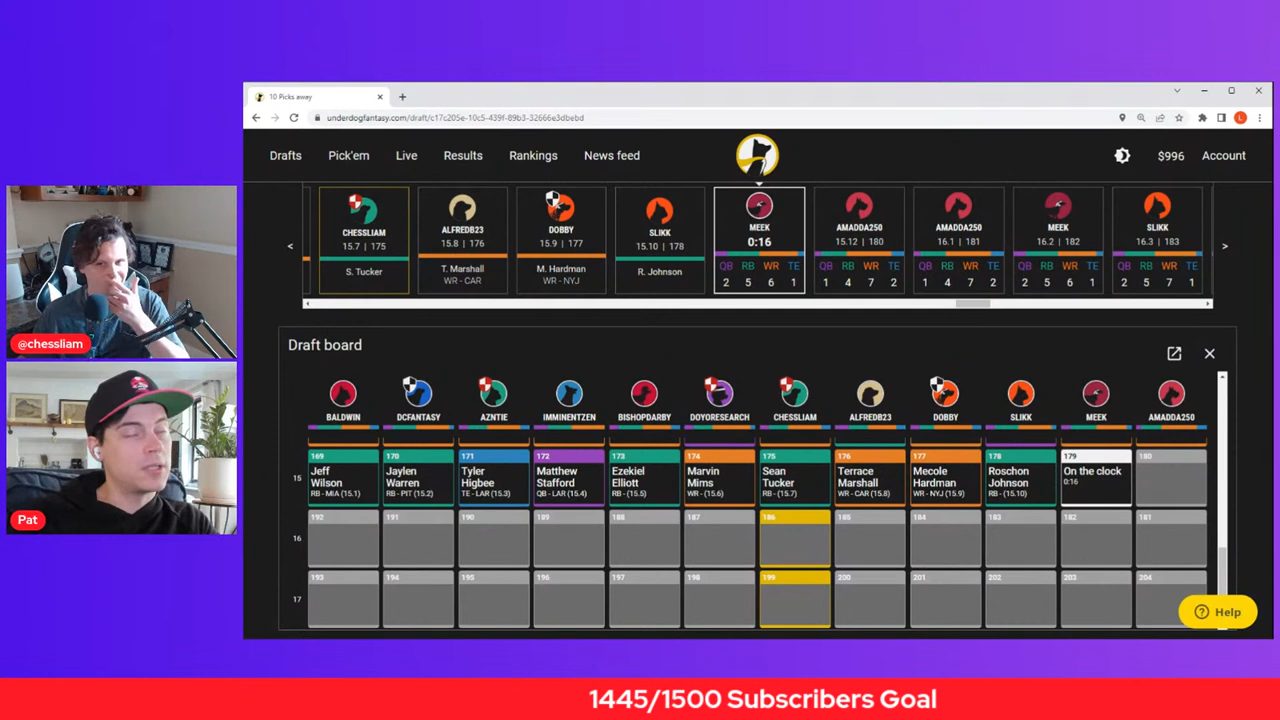 10 Picks away
underdogfantasy.com/draft/c17c205e-10c5-439f-89b3-32666e3dbebd
Drafts Pick'em Live Results Rankings News feed $996 Account
CHESSLIAM ALFREDB23 DOBBY SLIKK MEEK AMADDA250 AMADDA250 MEEK SLIKK
15.7 | 175 15.8 | 176 15.9 | 177 15.10 | 178 0:16 15.12 | 180 16.1 | 181 16.2 | 182 16.3 | 183
S. Tucker T. Marshall M. Hardman R. Johnson QB RB WR TE QB RB WR TE QB RB WR TE QB RB WR TE QB RB WR TE
WR - CAR WR - NYJ 2 5 6 1 1 4 7 2 1 4 7 2 2 5 6 1 2 5 7 1
Draft board
BALDWIN DCFANTASY AZNTIE IMMINENTZEN BISHOPDARBY DOYORESEARCH CHESSLIAM ALFREDB23 DOBBY SLIKK MEEK AMADDA250
169 170 171 172 173 174 175 176 177 178 179 180
15 Jeff Jaylen Tyler Matthew Ezekiel Marvin Sean Terrace Mecole Roschon On the clock
Wilson Warren Higbee Stafford Elliott Mims Tucker Marshall Hardman Johnson 0:16
RB - MIA (15.1) RB - PIT (15.2) TE - LAR (15.3) QB - LAR (15.4) RB - (15.5) WR - (15.6) RB - (15.7) WR - CAR (15.8) WR - NYJ (15.9) RB - (15.10)
192 191 190 189 188 187 186 185 184 183 182 181
16
193 194 195 196 197 198 199 200 201 202 203 204
17
Help
@chessliam
Pat
1445/1500 Subscribers Goal